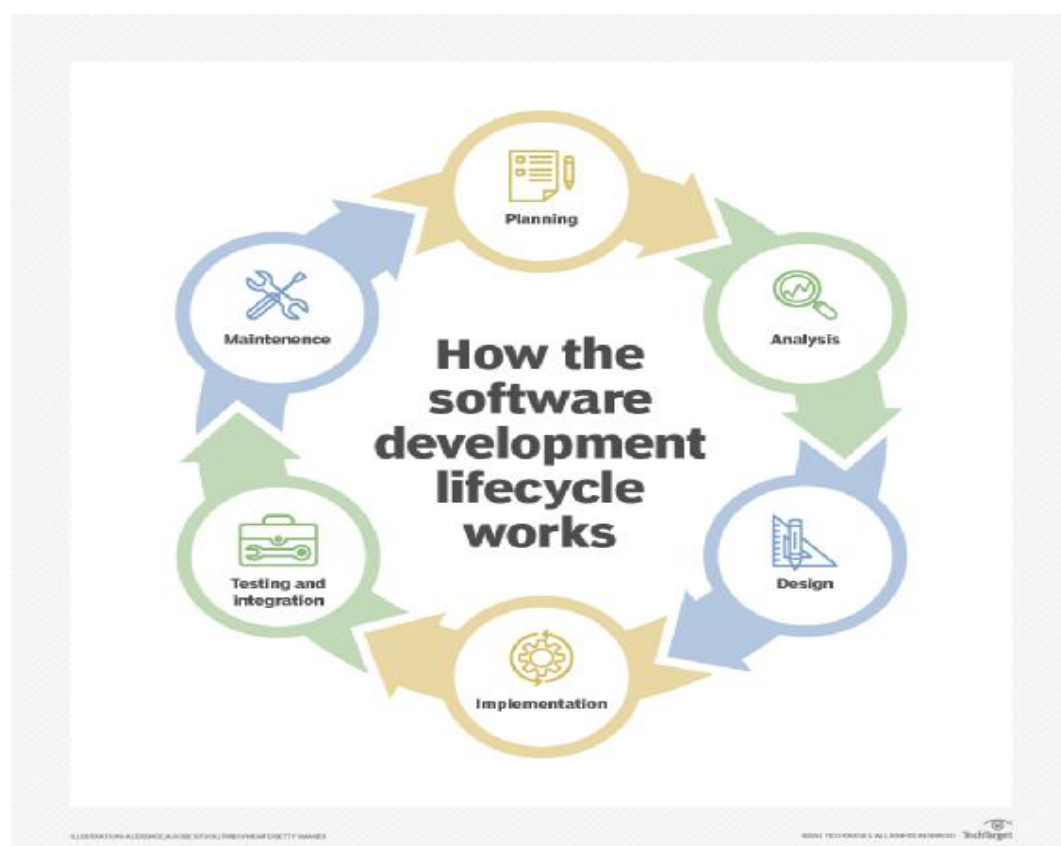 Planning
Analysis
Maintenence
How the
software
development
lifecycle
works
Testing and
integration
Design
Implementation
TechTarget